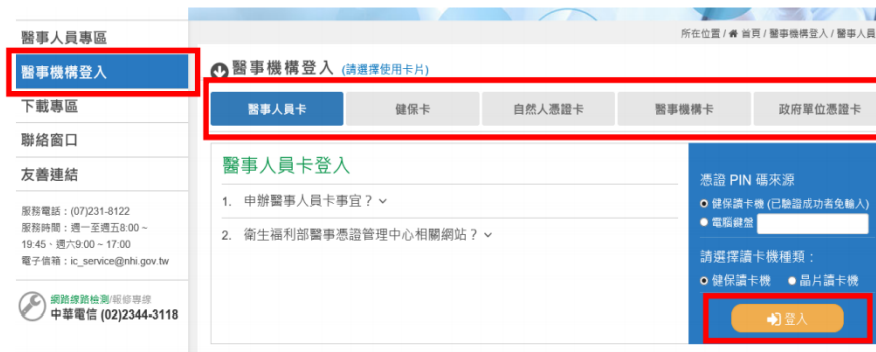 醫事人員專區
醫事機構登入
下載專區
聯絡窗口
友善連結
服務電話：(07)231-8122
服務時間：週一至週五8:00 ~
19:45、週六9:00 ~ 17:00
電子信箱：ic_service@nhi.gov.tw
網路線路檢測/報修專線
中華電信 (02)2344-3118
所在位置 / 首頁 / 醫事機構登入 / 醫事人員
醫事機構登入 (請選擇使用卡片)
醫事人員卡
健保卡
自然人憑證卡
醫事機構卡
政府單位憑證卡
醫事人員卡登入
1. 申辦醫事人員卡事宜？
2. 衛生福利部醫事憑證管理中心相關網站？
憑證 PIN 碼來源
健保讀卡機 (已驗證成功者免輸入)
電腦鍵盤
請選擇讀卡機種類：
健保讀卡機 晶片讀卡機
登入